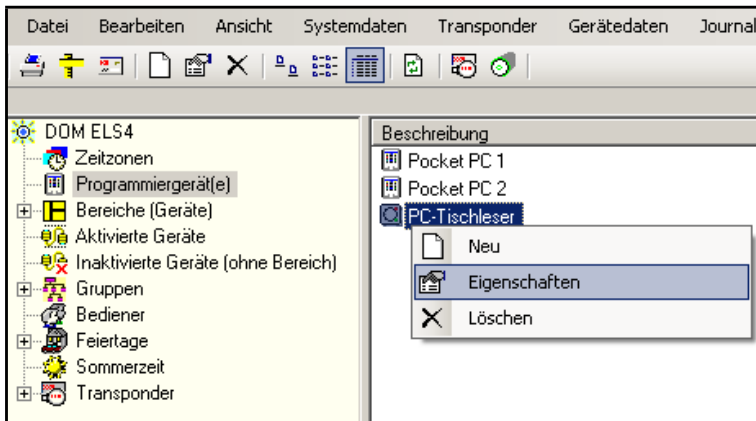 Datei Bearbeiten Ansicht Systemdaten Transponder Gerätedaten Journal
DOM ELS4
Zeitzonen
Programmiergerät(e)
Bereiche (Geräte)
Aktivierte Geräte
Inaktivierte Geräte (ohne Bereich)
Gruppen
Bediener
Feiertage
Sommerzeit
Transponder
Beschreibung
Pocket PC 1
Pocket PC 2
PC-Tischleser
Neu
Eigenschaften
Löschen